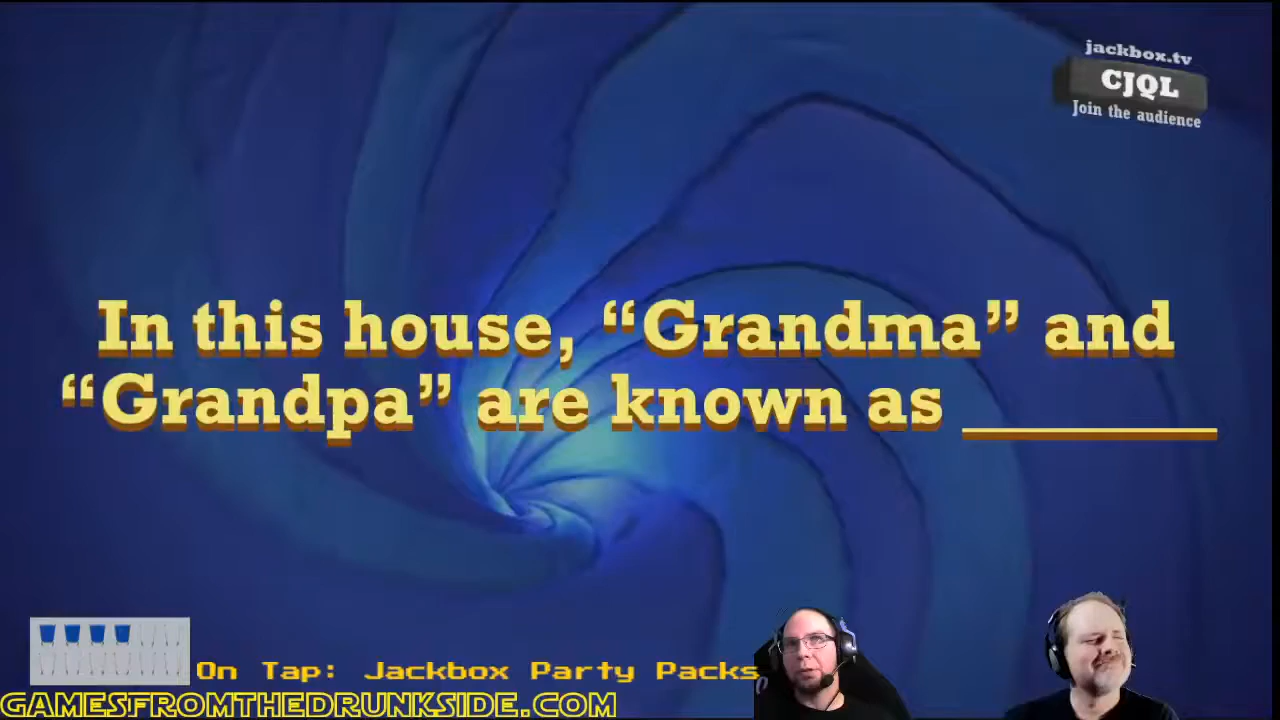 jackbox.tv
CJQL
Join the audience
In this house, “Grandma” and
“Grandpa” are known as ________
On Tap: Jackbox Party Packs
GAMESFROMTHEDRUNKSIDE.COM